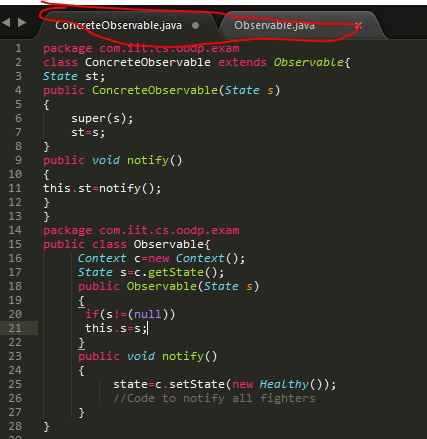 ConcreteObservable.java Observable.java
1 package com.iit.cs.oodp.exam
2 class ConcreteObservable extends Observable{
3 State st;
4 public ConcreteObservable(State s)
5 {
6 super(s);
7 st=s;
8 }
9 public void notify()
10 {
11 this.st=notify();
12 }
13 }
14 package com.iit.cs.oodp.exam
15 public class Observable{
16 Context c=new Context();
17 State s=c.getState();
18 public Observable(State s)
19 {
20 if(s!=(null))
21 this.s=s;
22 }
23 public void notify()
24 {
25 state=c.setState(new Healthy());
26 //Code to notify all fighters
27 }
28 }